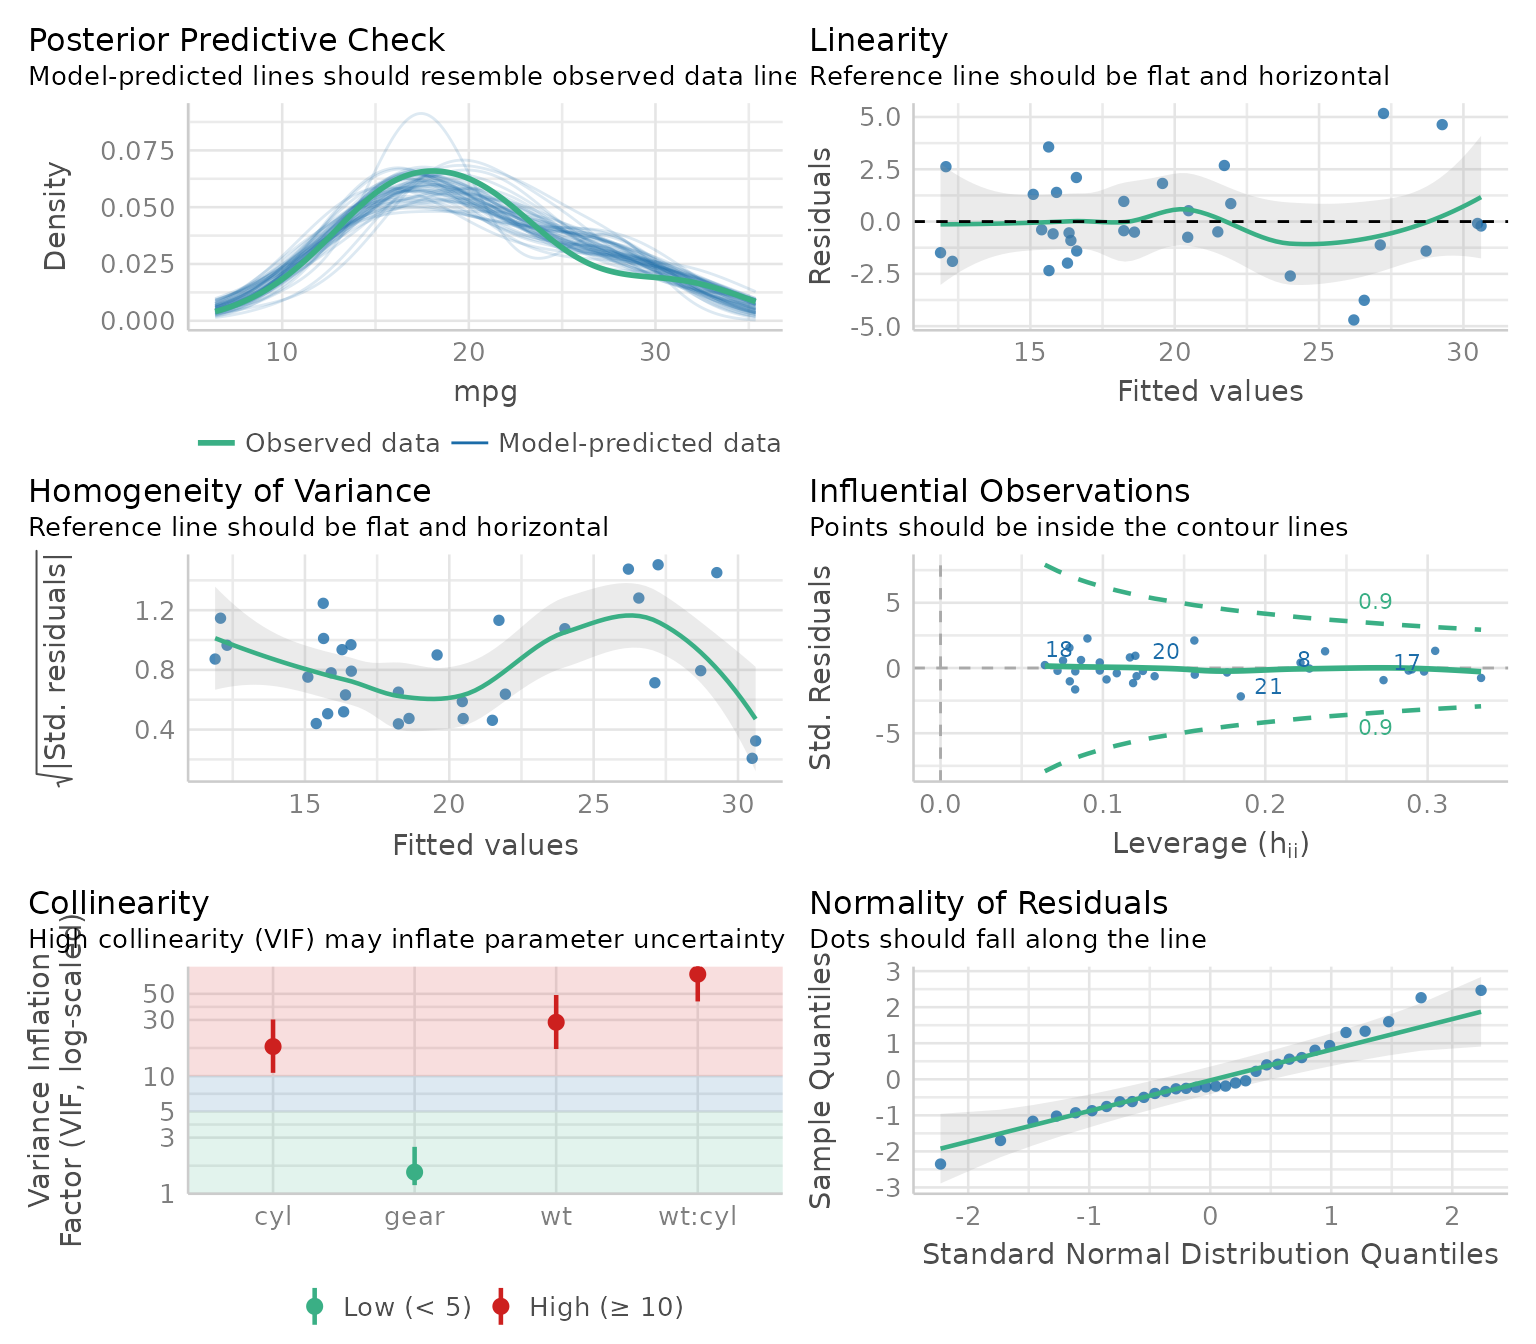 Posterior Predictive Check
Model-predicted lines should resemble observed data line
Density
0.075
0.050
0.025
0.000
10 20 30
mpg
Observed data Model-predicted data
Linearity
Reference line should be flat and horizontal
Residuals
5.0
2.5
0.0
-2.5
-5.0
15 20 25 30
Fitted values
Homogeneity of Variance
Reference line should be flat and horizontal
√|Std. residuals|
1.2
0.8
0.4
15 20 25 30
Fitted values
Influential Observations
Points should be inside the contour lines
Std. Residuals
5
0
-5
0.9
18 20 8 17
21
0.9
0.0 0.1 0.2 0.3
Leverage (hii)
Collinearity
High collinearity (VIF) may inflate parameter uncertainty
Variance Inflation
Factor (VIF, log-scaled)
50
30
10
5
3
1
cyl gear wt wt:cyl
Low (< 5) High (≥ 10)
Normality of Residuals
Dots should fall along the line
Sample Quantiles
3
2
1
0
-1
-2
-3
-2 -1 0 1 2
Standard Normal Distribution Quantiles